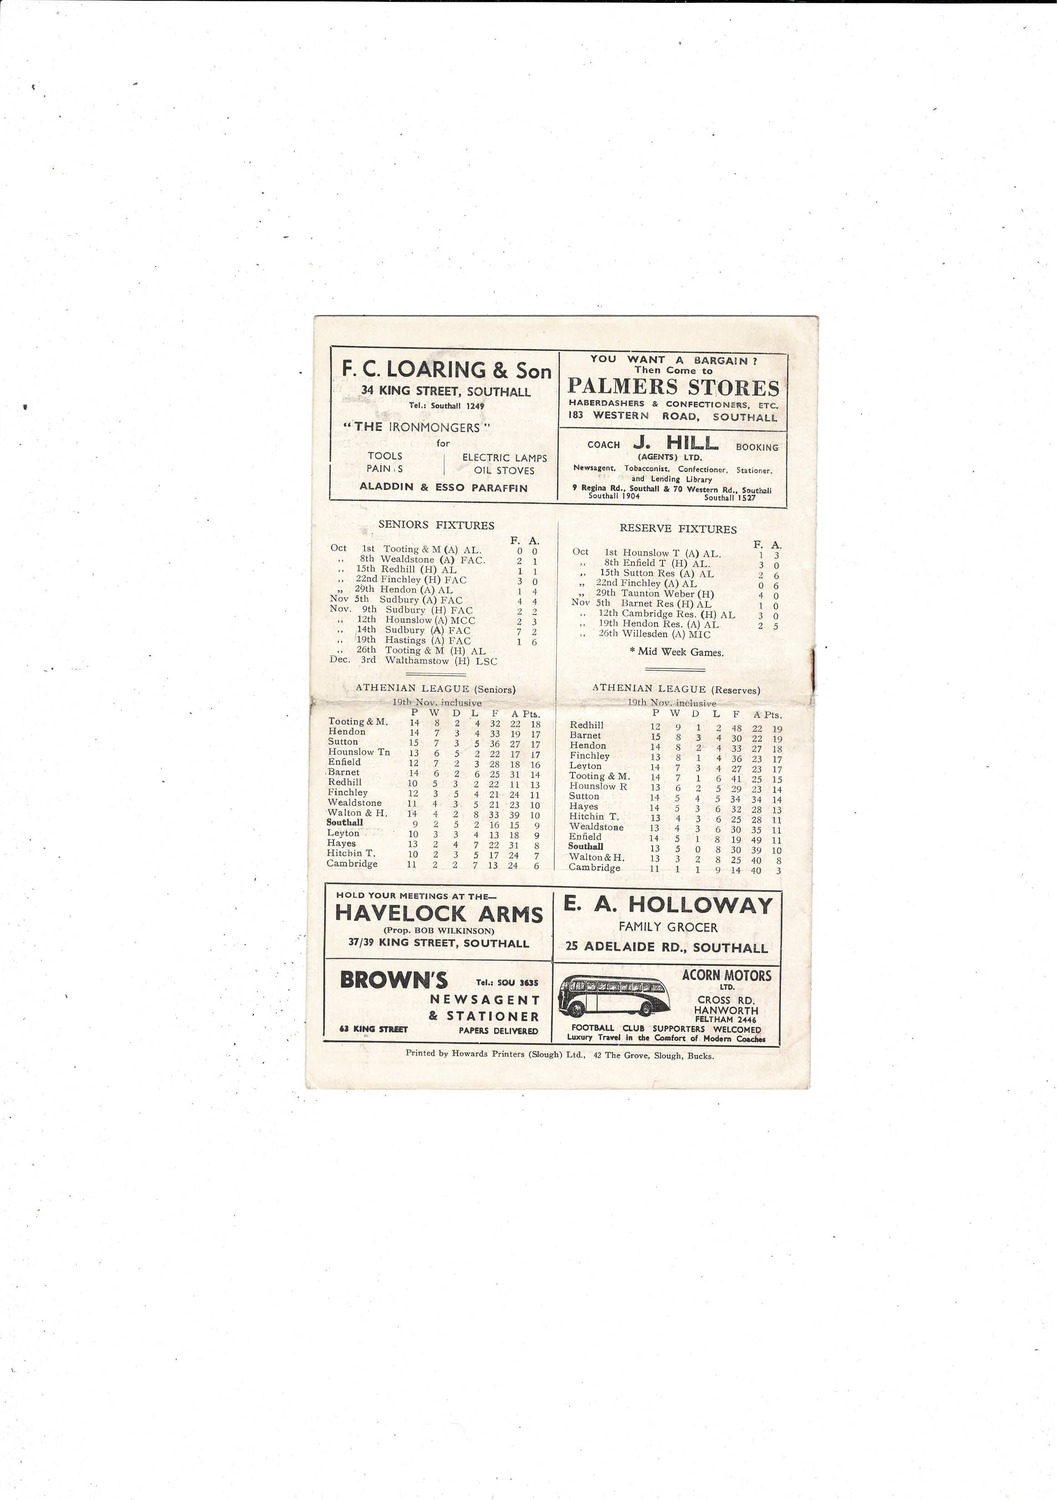 F. C. LOARING & Son
34 KING STREET, SOUTHALL
Tel.: Southall 1249
"THE IRONMONGERS"
for
TOOLS
PAIN S
ELECTRIC LAMPS
OIL STOVES
ALADDIN & ESSO PARAFFIN
YOU WANT A BARGAIN ?
Then Come to
PALMERS STORES
HABERDASHERS & CONFECTIONERS, ETC.
183 WESTERN ROAD, SOUTHALL
COACH J. HILL BOOKING
(AGENTS) LTD.
Newsagent, Tobacconist, Confectioner, Stationer,
and Lending Library
9 Regina Rd., Southall & 70 Western Rd., Southall
Southall 1904 Southall 1527
SENIORS FIXTURES
F. A.
Oct 1st Tooting & M (A) AL. 0 0
,, 8th Wealdstone (A) FAC. 2 1
,, 15th Redhill (H) AL 1 1
,, 22nd Finchley (H) FAC 3 0
,, 29th Hendon (A) AL 1 4
Nov 5th Sudbury (A) FAC 4 4
Nov. 9th Sudbury (H) FAC 2 2
,, 12th Hounslow (A) MCC 2 3
,, 14th Sudbury (A) FAC 7 2
,, 19th Hastings (A) FAC 1 6
,, 26th Tooting & M (H) AL
Dec. 3rd Walthamstow (H) LSC
RESERVE FIXTURES
F. A.
Oct 1st Hounslow T (A) AL. 1 3
,, 8th Enfield T (H) AL. 3 0
,, 15th Sutton Res (A) AL 2 6
,, 22nd Finchley (A) AL 0 6
,, 29th Taunton Weber (H) 4 0
Nov 5th Barnet Res (H) AL 1 0
,, 12th Cambridge Res. (H) AL 3 0
,, 19th Hendon Res. (A) AL 2 5
,, 26th Willesden (A) MIC
* Mid Week Games.
ATHENIAN LEAGUE (Seniors)
19th Nov. inclusive
P W D L F A Pts.
Tooting & M. 14 8 2 4 32 22 18
Hendon 14 7 3 4 33 19 17
Sutton 15 7 3 5 36 27 17
Hounslow Tn 13 6 5 2 22 17 17
Enfield 12 7 2 3 28 18 16
Barnet 14 6 2 6 25 31 14
Redhill 10 5 3 2 22 11 13
Finchley 12 3 5 4 21 24 11
Wealdstone 11 4 3 5 21 23 10
Walton & H. 14 4 2 8 33 39 10
Southall 9 2 5 2 16 15 9
Leyton 10 3 3 4 13 18 9
Hayes 13 2 4 7 22 31 8
Hitchin T. 10 2 3 5 17 24 7
Cambridge 11 2 2 7 13 24 6
ATHENIAN LEAGUE (Reserves)
19th Nov. inclusive
P W D L F A Pts.
Redhill 12 9 1 2 48 22 19
Barnet 15 8 3 4 30 22 19
Hendon 14 8 2 4 33 27 18
Finchley 13 8 1 4 36 23 17
Leyton 14 7 3 4 27 23 17
Tooting & M. 14 7 1 6 41 25 15
Hounslow R 13 6 2 5 29 23 14
Sutton 14 5 4 5 34 34 14
Hayes 14 5 3 6 32 28 13
Hitchin T. 13 4 3 6 25 28 11
Wealdstone 13 4 3 6 30 35 11
Enfield 14 5 1 8 19 49 11
Southall 13 5 0 8 30 39 10
Walton & H. 13 3 2 8 25 40 8
Cambridge 11 1 1 9 14 40 3
HOLD YOUR MEETINGS AT THE—
HAVELOCK ARMS
(Prop. BOB WILKINSON)
37/39 KING STREET, SOUTHALL
E. A. HOLLOWAY
FAMILY GROCER
25 ADELAIDE RD., SOUTHALL
BROWN'S Tel.: SOU 3635
NEWSAGENT
& STATIONER
63 KING STREET PAPERS DELIVERED
ACORN MOTORS
LTD.
CROSS RD.
HANWORTH
FELTHAM 2446
FOOTBALL CLUB SUPPORTERS WELCOMED
Luxury Travel in the Comfort of Modern Coaches
Printed by Howards Printers (Slough) Ltd., 42 The Grove, Slough, Bucks.